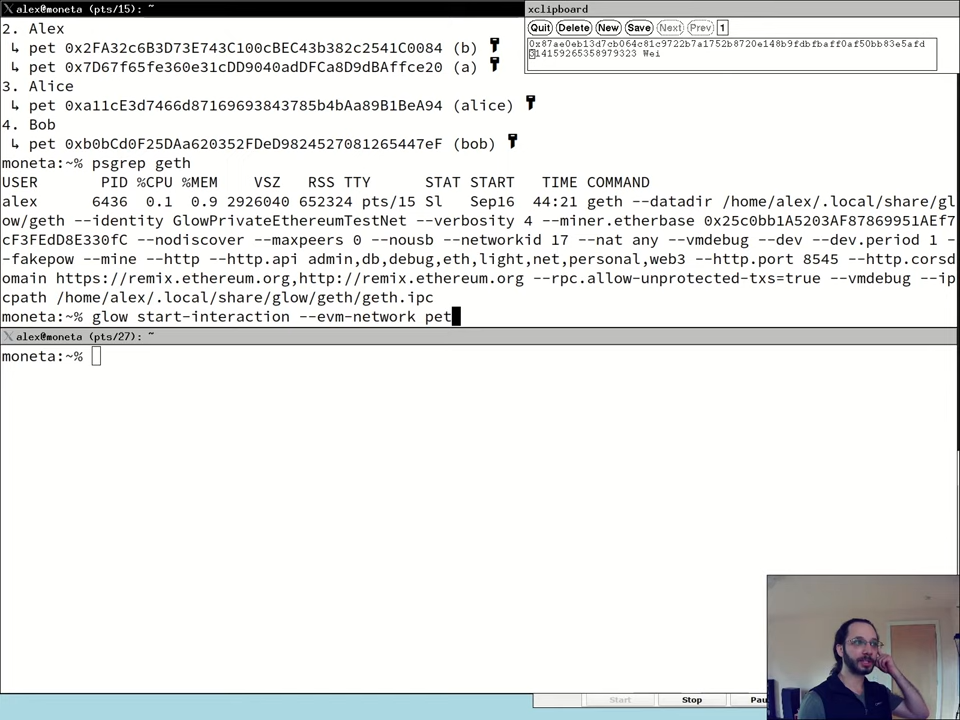 alex@moneta (pts/15): ~
2. Alex
↳ pet 0x2FA32c6B3D73E743C100cBEC43b382c2541C0084 (b)
↳ pet 0x7D67f65fe360e31cDD9040adDFCa8D9dBAffce20 (a)
3. Alice
↳ pet 0xa11cE3d7466d87169693843785b4bAa89B1BeA94 (alice)
4. Bob
↳ pet 0xb0bCd0F25DAa620352FDeD9824527081265447eF (bob)
moneta:~% psgrep geth
USER PID %CPU %MEM VSZ RSS TTY STAT START TIME COMMAND
alex 6436 0.1 0.9 2926040 652324 pts/15 Sl Sep16 44:21 geth --datadir /home/alex/.local/share/gl
ow/geth --identity GlowPrivateEthereumTestNet --verbosity 4 --miner.etherbase 0x25c0bb1A5203AF87869951AEf7
cF3FEdD8E330fC --nodiscover --maxpeers 0 --nousb --networkid 17 --nat any --vmdebug --dev --dev.period 1 -
-fakepow --mine --http --http.api admin,db,debug,eth,light,net,personal,web3 --http.port 8545 --http.corsd
omain https://remix.ethereum.org,http://remix.ethereum.org --rpc.allow-unprotected-txs=true --vmdebug --ip
cpath /home/alex/.local/share/glow/geth/geth.ipc
moneta:~% glow start-interaction --evm-network pet
xclipboard
Quit Delete New Save Next Prev 1
0x87ae0eb13d7cb064c81c9722b7a1752b8720e148b9fdbfbaff0af50bb83e5afd
3141592653589793​23 Wei
alex@moneta (pts/27): ~
moneta:~%
Start Stop Pau